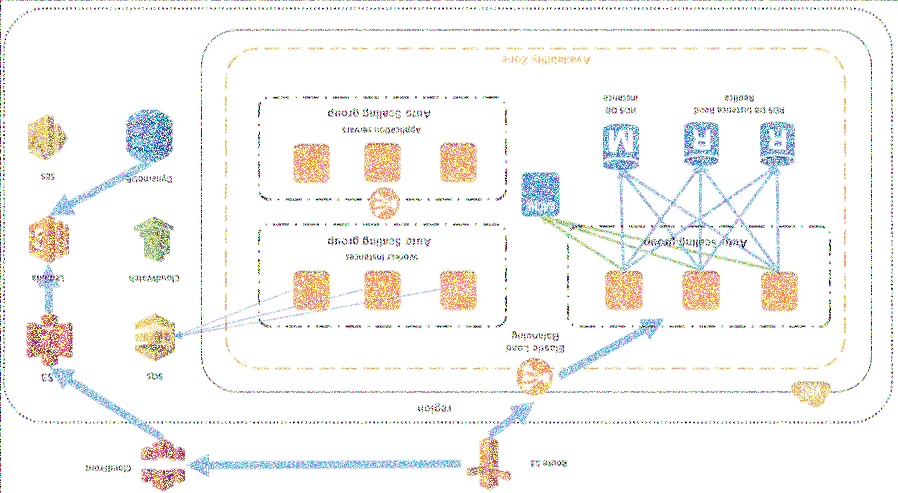 Route 53
CloudFront
region
Elastic Load
Balancing
SQS
S3
Worker Instances
Auto Scaling group
Auto scaling group
CloudWatch
Lambda
DynamoDB
SES
Application servers
Auto Scaling group
R
R
M
RDS DB Instance Read
Replica
RDS DB
instance
Availability Zone